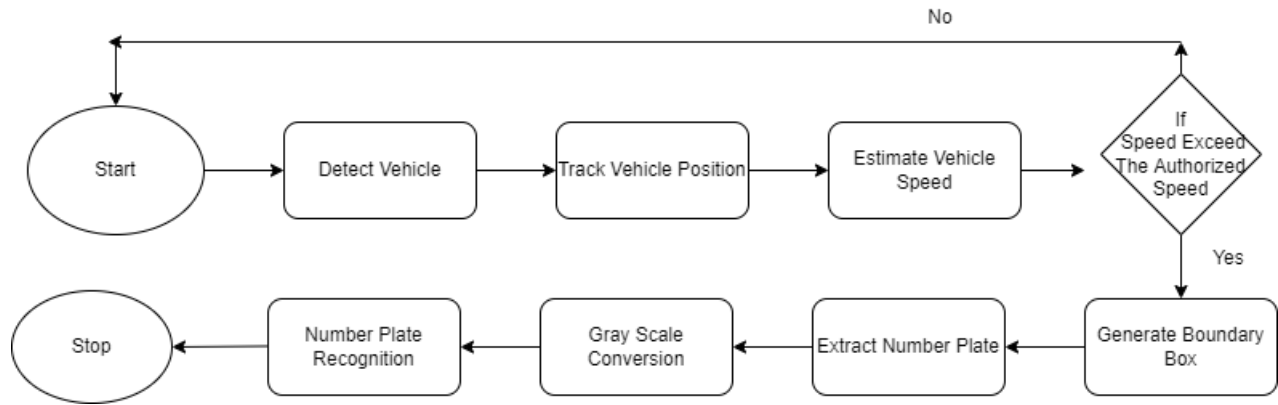 No
Start
Detect Vehicle
Track Vehicle Position
Estimate Vehicle
Speed
If
Speed Exceed
The Authorized
Speed
Yes
Stop
Number Plate
Recognition
Gray Scale
Conversion
Extract Number Plate
Generate Boundary
Box